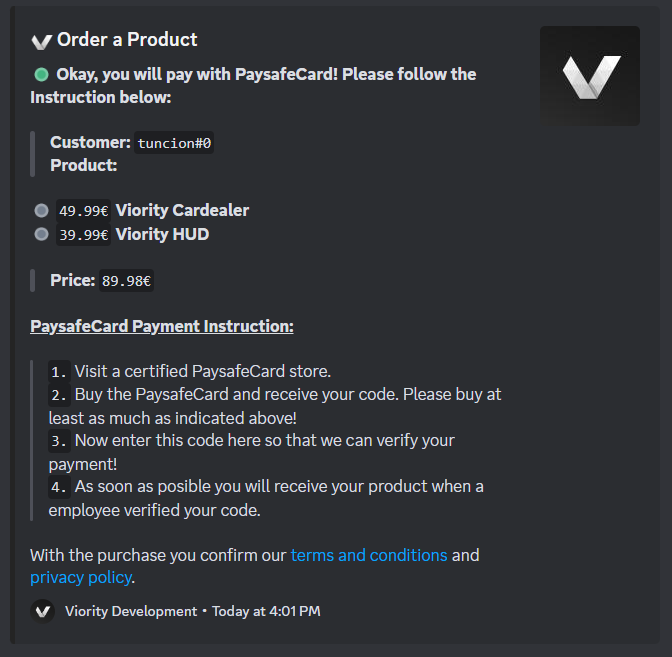 Order a Product
Okay, you will pay with PaysafeCard! Please follow the
Instruction below:
Customer: tuncion#0
Product:
49.99€ Viority Cardealer
39.99€ Viority HUD
Price: 89.98€
PaysafeCard Payment Instruction:
1. Visit a certified PaysafeCard store.
2. Buy the PaysafeCard and receive your code. Please buy at
least as much as indicated above!
3. Now enter this code here so that we can verify your
payment!
4. As soon as posible you will receive your product when a
employee verified your code.
With the purchase you confirm our terms and conditions and
privacy policy.
Viority Development • Today at 4:01 PM